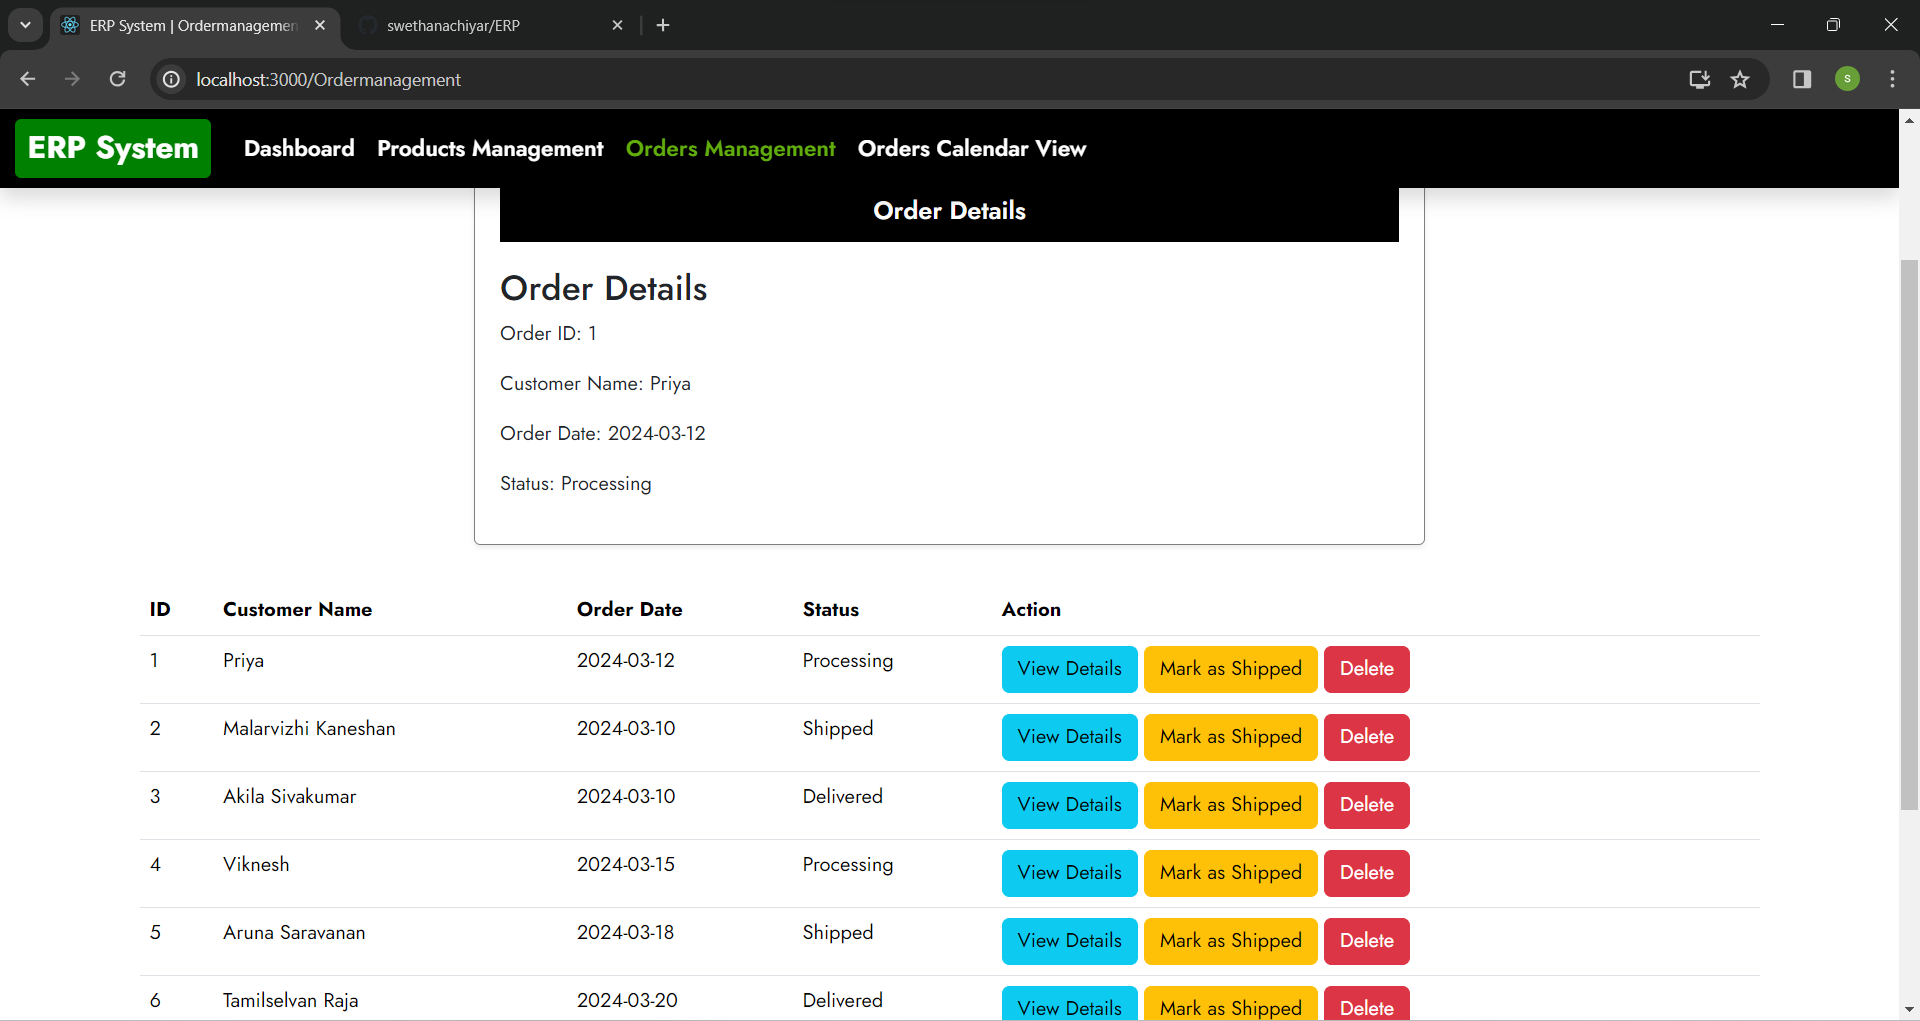 ERP System | Ordermanagemen
swethanachiyar/ERP
localhost:3000/Ordermanagement
S
ERP System
Dashboard Products Management Orders Management Orders Calendar View
Order Details
Order Details
Order ID: 1
Customer Name: Priya
Order Date: 2024-03-12
Status: Processing
ID Customer Name Order Date Status Action
1 Priya 2024-03-12 Processing View Details Mark as Shipped Delete
2 Malarvizhi Kaneshan 2024-03-10 Shipped View Details Mark as Shipped Delete
3 Akila Sivakumar 2024-03-10 Delivered View Details Mark as Shipped Delete
4 Viknesh 2024-03-15 Processing View Details Mark as Shipped Delete
5 Aruna Saravanan 2024-03-18 Shipped View Details Mark as Shipped Delete
6 Tamilselvan Raja 2024-03-20 Delivered View Details Mark as Shipped Delete